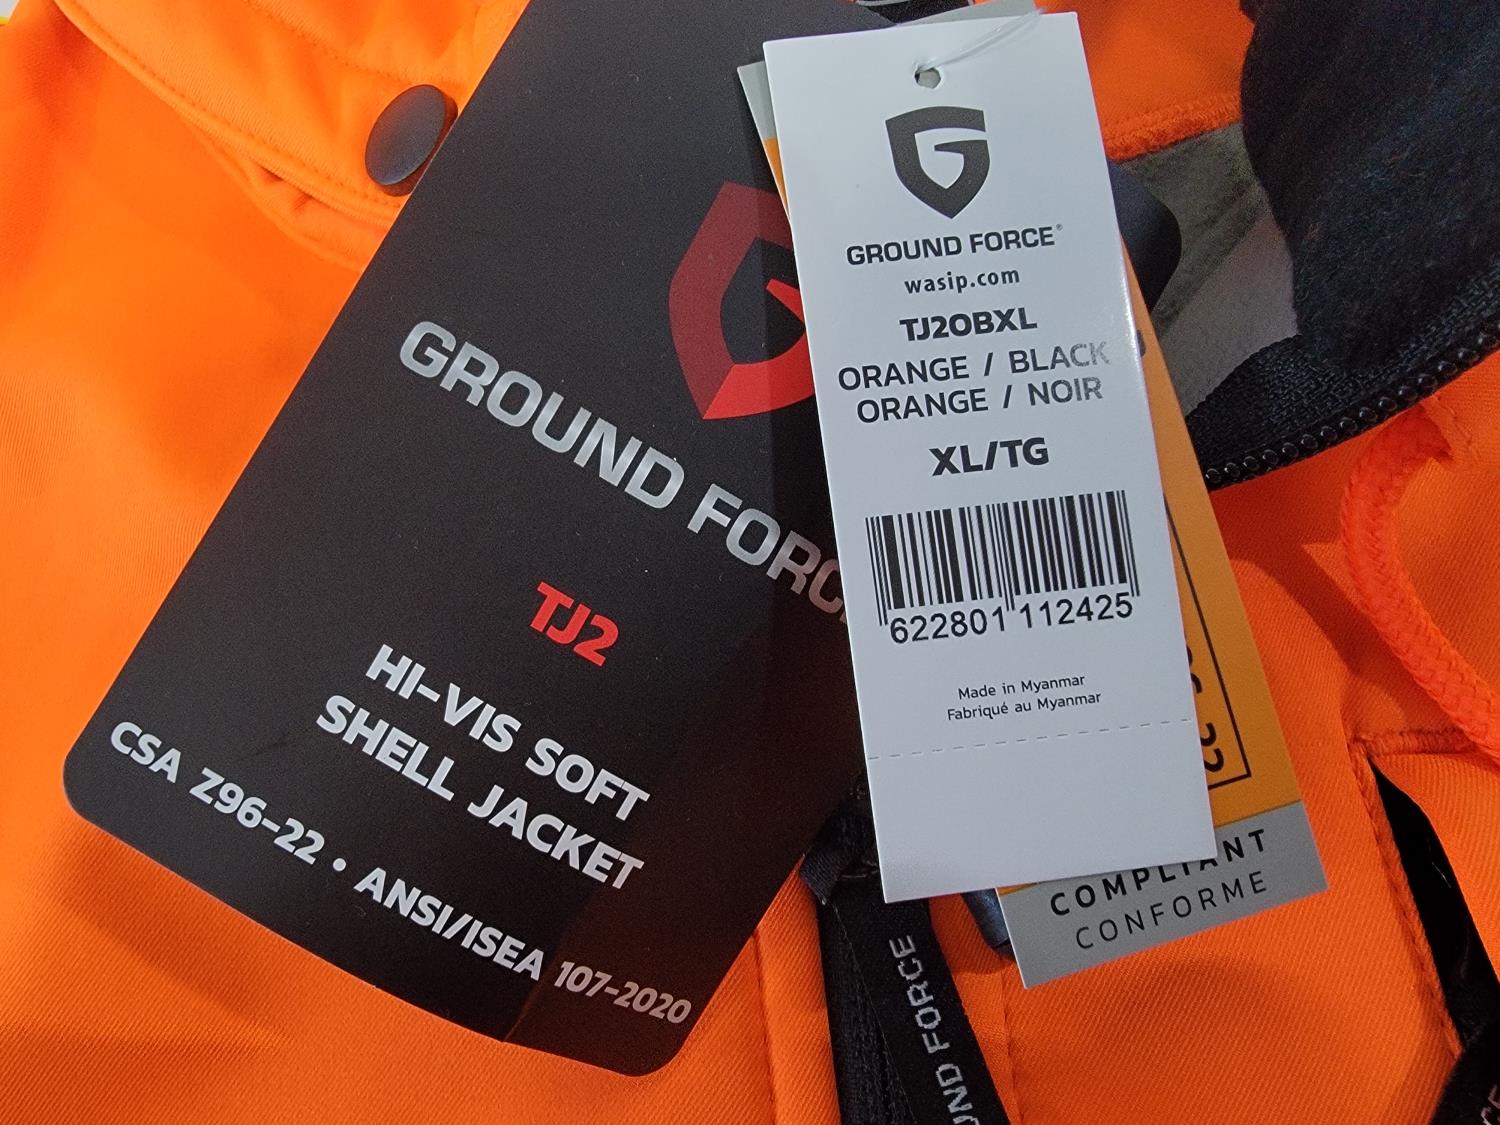 GROUND FORCE
TJ2
HI-VIS SOFT
SHELL JACKET
CSA Z96-22 • ANSI/ISEA 107-2020
GROUND FORCE®
wasip.com
TJ2OBXL
ORANGE / BLACK
ORANGE / NOIR
XL/TG
622801 112425
Made in Myanmar
Fabriqué au Myanmar
COMPLIANT
CONFORME
UND FORCE